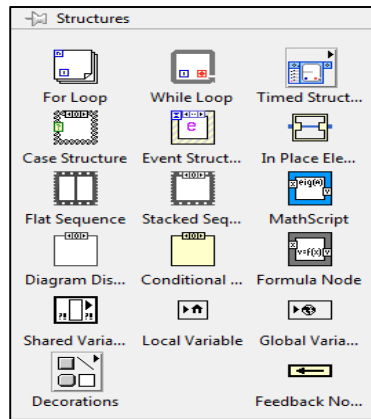 Structures
For Loop While Loop Timed Struct...
Case Structure Event Struct... In Place Ele...
Flat Sequence Stacked Seq... MathScript
Diagram Dis... Conditional ... Formula Node
Shared Varia... Local Variable Global Varia...
Decorations Feedback No...